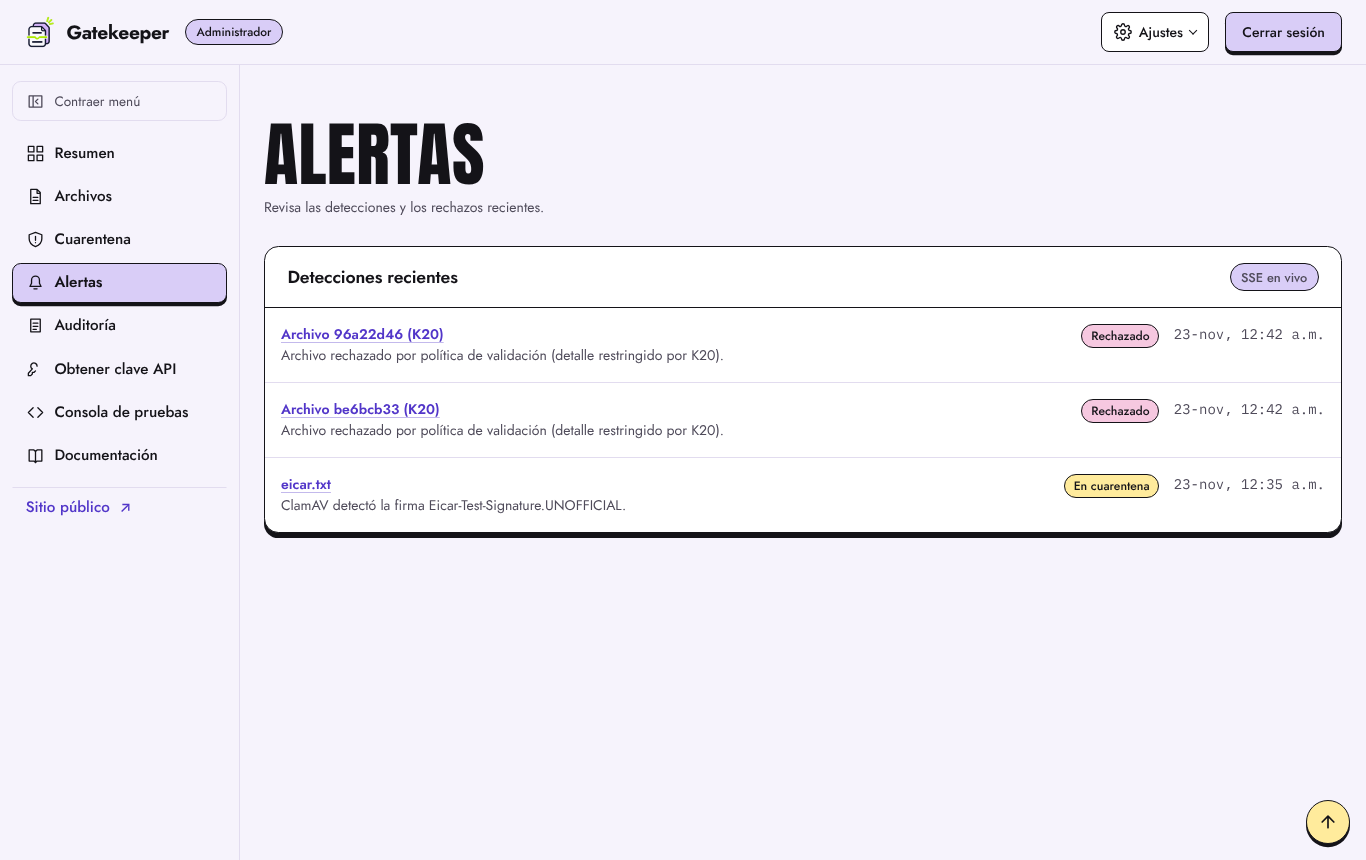 Gatekeeper
Administrador
Ajustes
Cerrar sesión
Contraer menú
Resumen
Archivos
Cuarentena
Alertas
Auditoría
Obtener clave API
Consola de pruebas
Documentación
Sitio público
ALERTAS
Revisa las detecciones y los rechazos recientes.
Detecciones recientes
SSE en vivo
Archivo 96a22d46 (K20)
Rechazado
23-nov, 12:42 a.m.
Archivo rechazado por política de validación (detalle restringido por K20).
Archivo be6bcb33 (K20)
Rechazado
23-nov, 12:42 a.m.
Archivo rechazado por política de validación (detalle restringido por K20).
eicar.txt
En cuarentena
23-nov, 12:35 a.m.
ClamAV detectó la firma Eicar-Test-Signature.UNOFFICIAL.